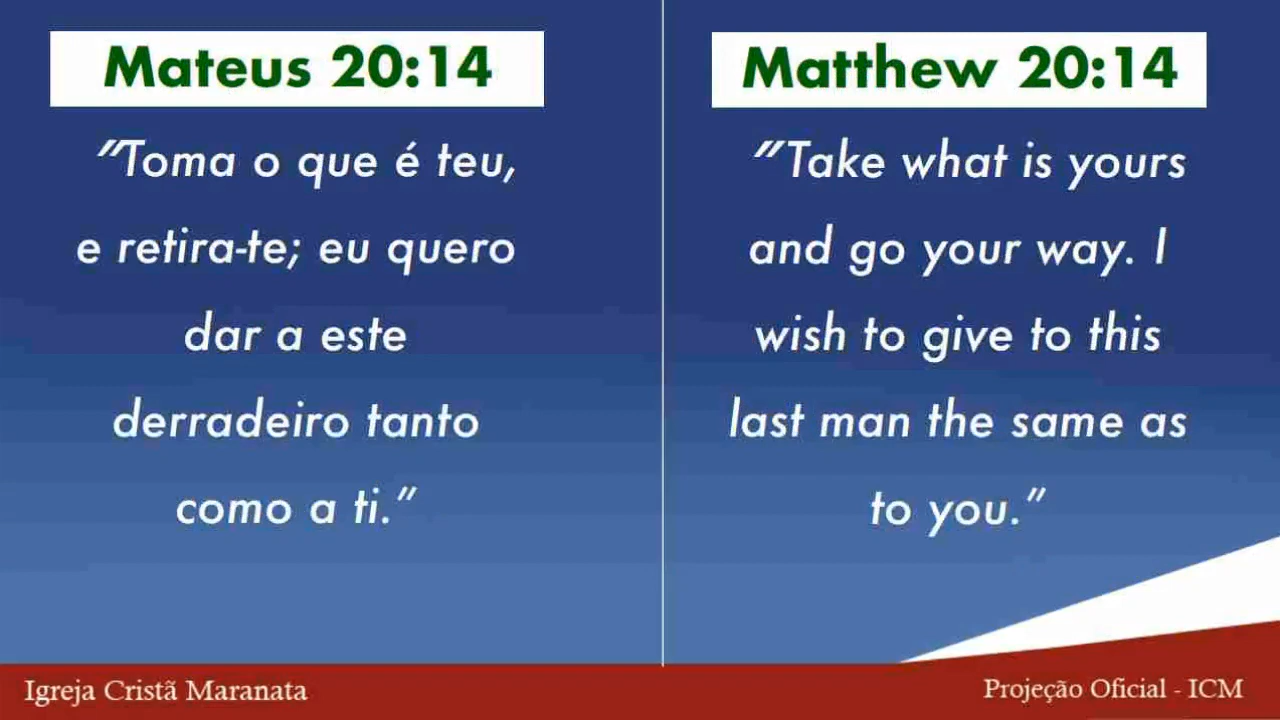 Mateus 20:14
"Toma o que é teu,
e retira-te; eu quero
dar a este
derradeiro tanto
como a ti."
Matthew 20:14
"Take what is yours
and go your way. I
wish to give to this
last man the same as
to you."
Igreja Cristã Maranata
Projeção Oficial - ICM